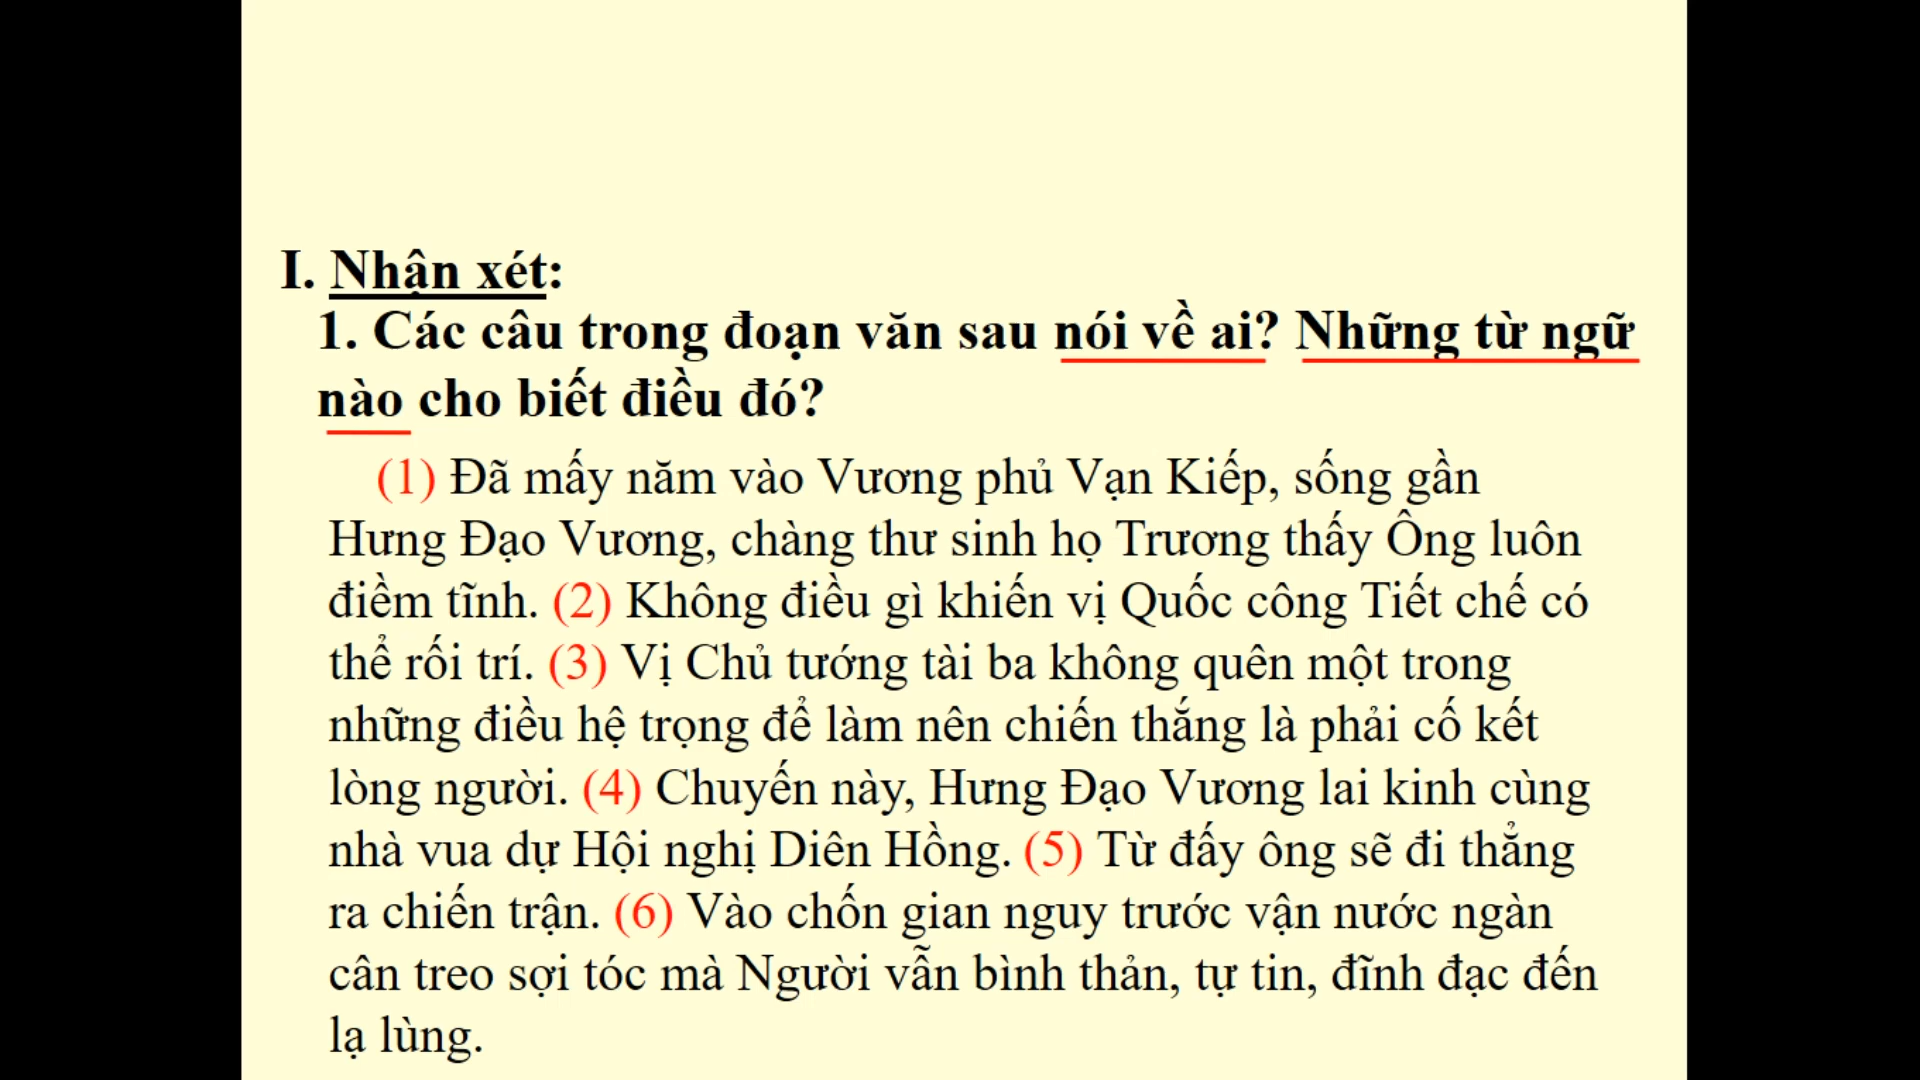 I. Nhận xét:
1. Các câu trong đoạn văn sau nói về ai? Những từ ngữ
nào cho biết điều đó?
(1) Đã mấy năm vào Vương phủ Vạn Kiếp, sống gần
Hưng Đạo Vương, chàng thư sinh họ Trương thấy Ông luôn
điềm tĩnh. (2) Không điều gì khiến vị Quốc công Tiết chế có
thể rối trí. (3) Vị Chủ tướng tài ba không quên một trong
những điều hệ trọng để làm nên chiến thắng là phải cố kết
lòng người. (4) Chuyến này, Hưng Đạo Vương lai kinh cùng
nhà vua dự Hội nghị Diên Hồng. (5) Từ đấy ông sẽ đi thẳng
ra chiến trận. (6) Vào chốn gian nguy trước vận nước ngàn
cân treo sợi tóc mà Người vẫn bình thản, tự tin, đĩnh đạc đến
lạ lùng.